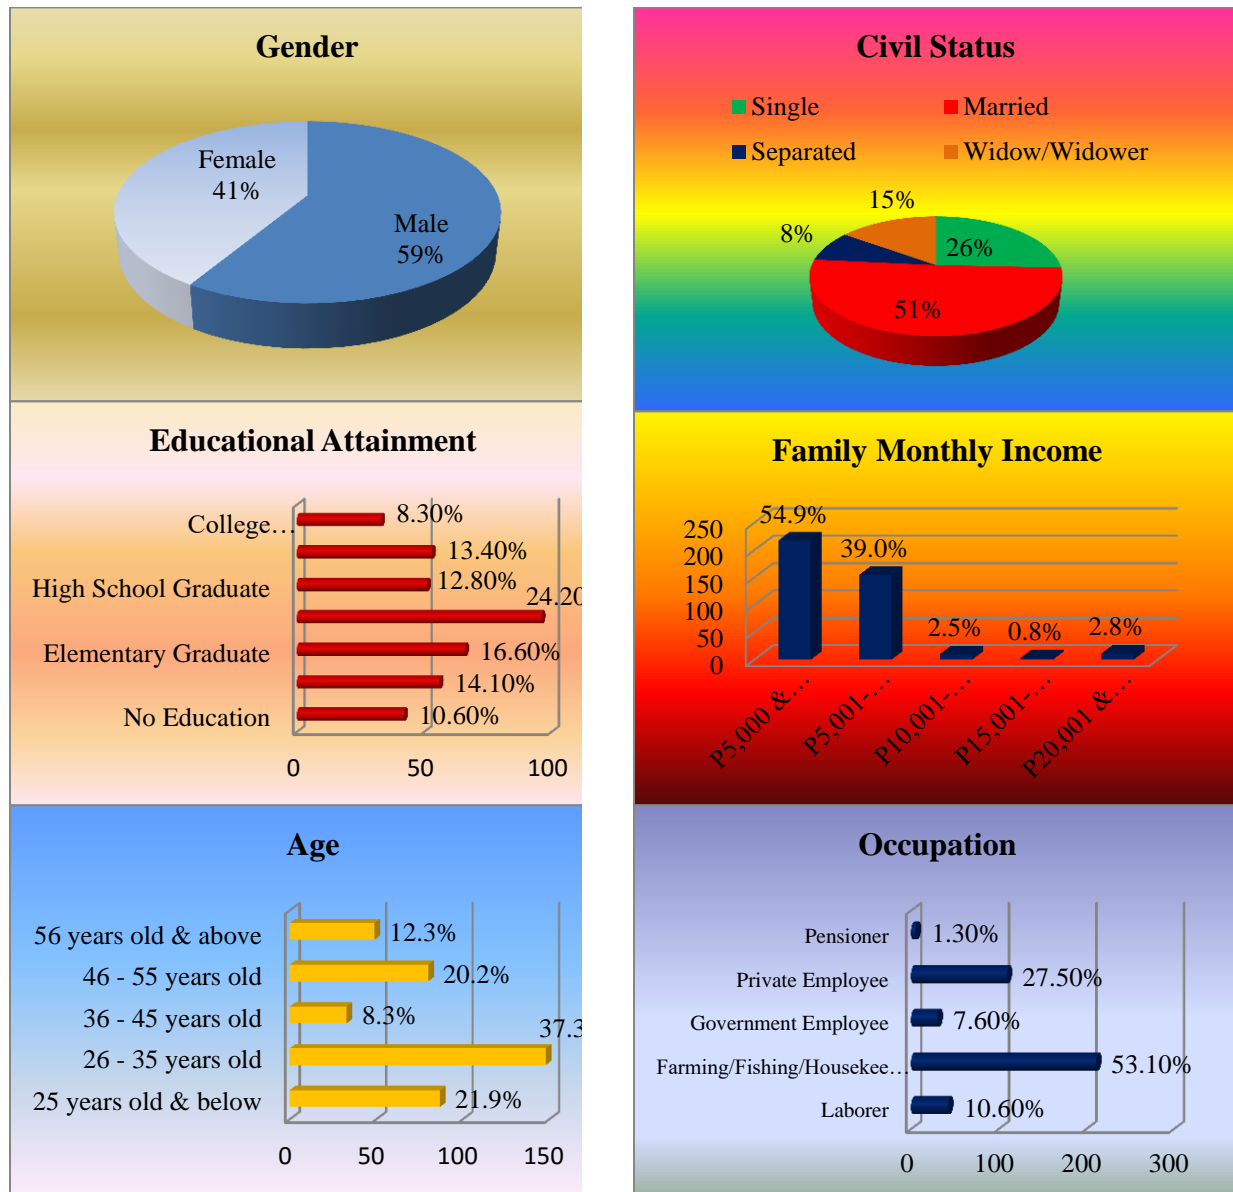 Gender
Female
41%
Male
59%
Civil Status
Single
Married
Separated
Widow/Widower
15%
8%
26%
51%
Educational Attainment
College…
8.30%
13.40%
High School Graduate
12.80%
24.20
Elementary Graduate
16.60%
14.10%
No Education
10.60%
0 50 100
Family Monthly Income
250
200
150
100
50
0
54.9%
39.0%
2.5%
0.8%
2.8%
P5,000 &…
P5,001-…
P10,001-…
P15,001-…
P20,001 &…
Age
56 years old & above
12.3%
46 - 55 years old
20.2%
36 - 45 years old
8.3%
37.3
26 - 35 years old
25 years old & below
21.9%
0 50 100 150
Occupation
Pensioner
1.30%
Private Employee
27.50%
Government Employee
7.60%
Farming/Fishing/Housekee…
53.10%
Laborer
10.60%
0 100 200 300